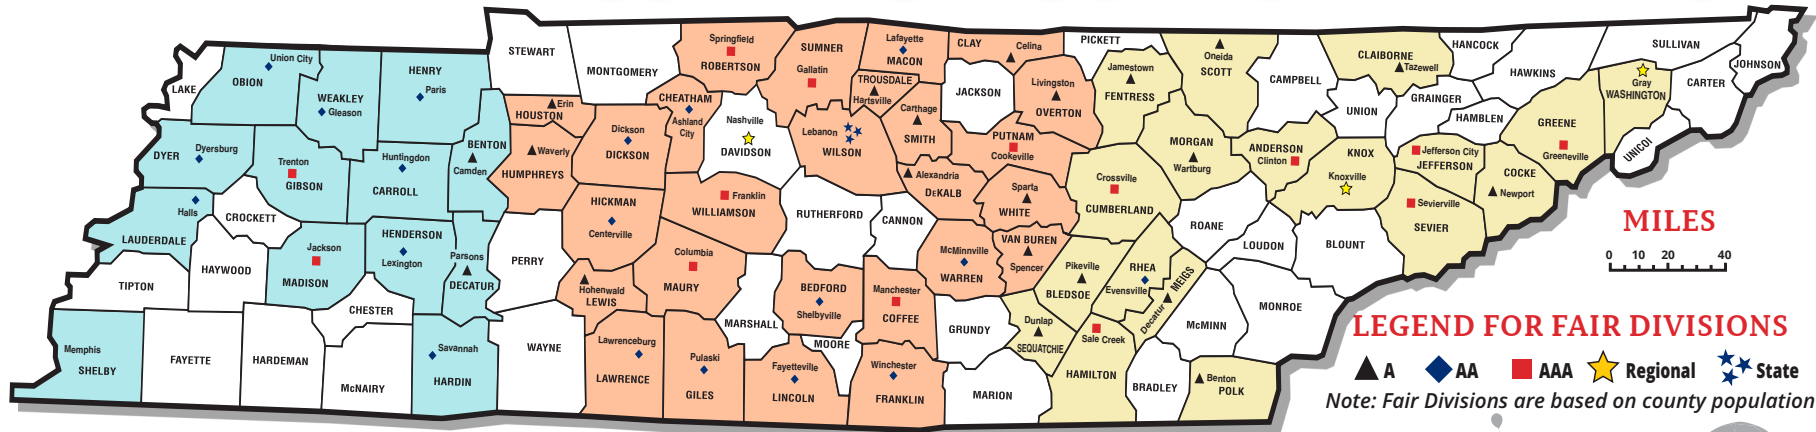 STEWART
MONTGOMERY
Springfield
ROBERTSON
SUMNER
Gallatin
Lafayette
MACON
TROUSDALE
Hartsville
CLAY
Celina
PICKETT
Jamestown
FENTRESS
Oneida
SCOTT
CAMPBELL
CLAIBORNE
Tazewell
HANCOCK
HAWKINS
SULLIVAN
JOHNSON
CARTER
Gray
WASHINGTON
UNICOI
LAKE
Union City
OBION
WEAKLEY
Gleason
HENRY
Paris
BENTON
Camden
Erin
HOUSTON
Waverly
HUMPHREYS
Dickson
DICKSON
CHEATHAM
Ashland
City
Nashville
DAVIDSON
Lebanon
WILSON
Carthage
SMITH
JACKSON
Livingston
OVERTON
PUTNAM
Cookeville
MORGAN
Wartburg
ANDERSON
Clinton
UNION
GRAINGER
HAMBLEN
KNOX
Knoxville
Jefferson City
JEFFERSON
GREENE
Greeneville
COCKE
Newport
DYER
Dyersburg
Trenton
GIBSON
Huntingdon
CARROLL
HICKMAN
Centerville
Franklin
WILLIAMSON
RUTHERFORD
CANNON
Alexandria
DeKALB
Sparta
WHITE
Crossville
CUMBERLAND
ROANE
LOUDON
BLOUNT
Sevierville
SEVIER
Halls
LAUDERDALE
CROCKETT
HAYWOOD
Jackson
MADISON
HENDERSON
Lexington
Parsons
DECATUR
PERRY
Hohenwald
LEWIS
Columbia
MAURY
MARSHALL
BEDFORD
Shelbyville
Manchester
COFFEE
McMinnville
WARREN
VAN BUREN
Spencer
Pikeville
BLEDSOE
RHEA
Evensville
MEIGS
Decatur
McMINN
MONROE
TIPTON
Memphis
SHELBY
FAYETTE
HARDEMAN
CHESTER
McNAIRY
Savannah
HARDIN
WAYNE
Lawrenceburg
LAWRENCE
Pulaski
GILES
Fayetteville
LINCOLN
MOORE
Winchester
FRANKLIN
GRUNDY
MARION
Dunlap
SEQUATCHIE
Sale Creek
HAMILTON
BRADLEY
Benton
POLK
MILES
0 10 20 40
LEGEND FOR FAIR DIVISIONS
A AA AAA Regional State
Note: Fair Divisions are based on county population